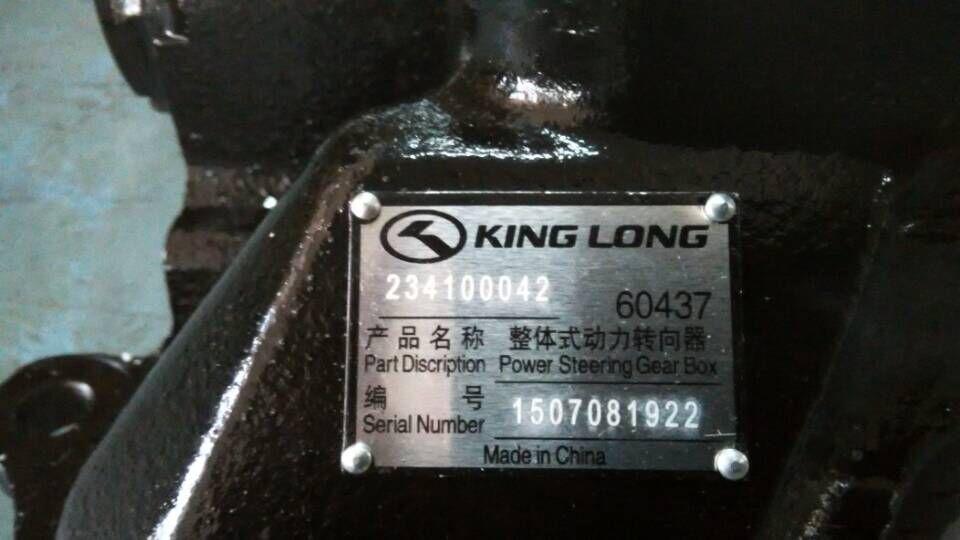 KING LONG
234100042
60437
产品名称 整体式动力转向器
Part Discription Power Steering Gear Box
编 号
Serial Number 1507081922
Made in China